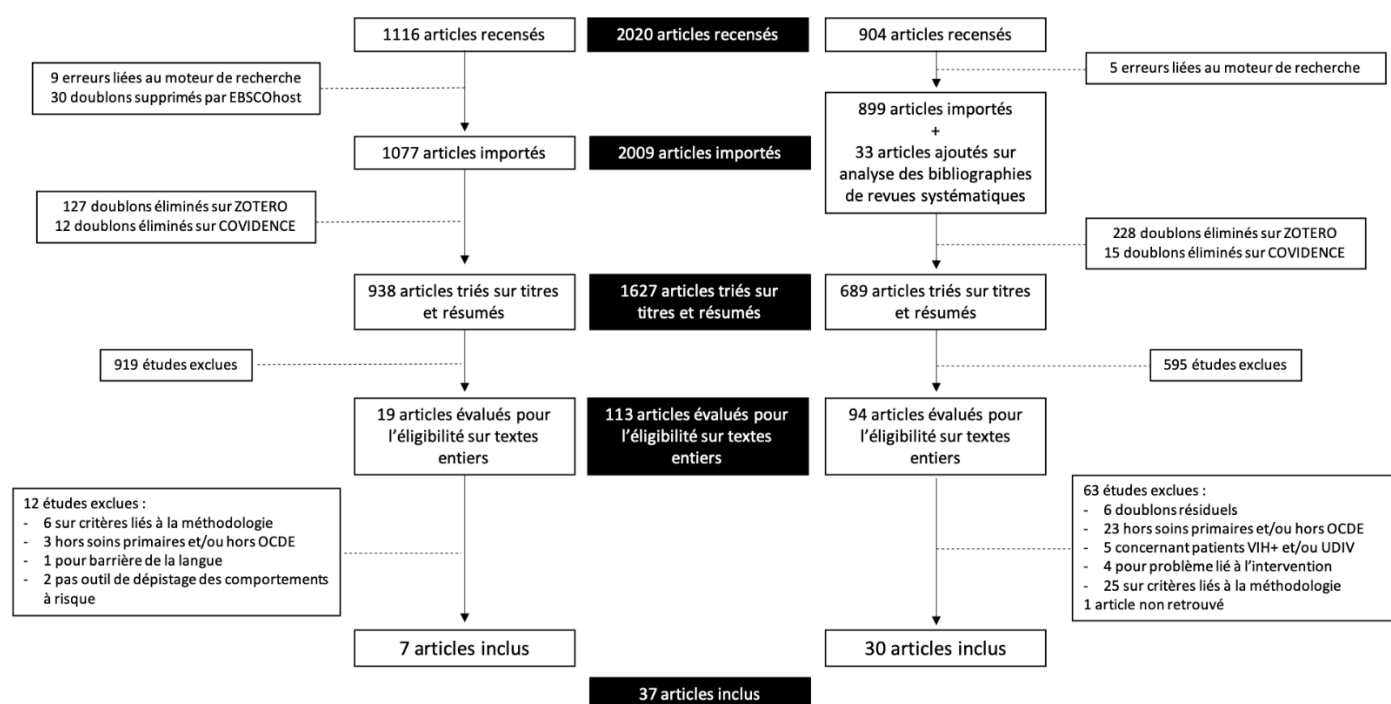 1116 articles recensés
2020 articles recensés
904 articles recensés
9 erreurs liées au moteur de recherche
30 doublons supprimés par EBSCOhost
5 erreurs liées au moteur de recherche
1077 articles importés
2009 articles importés
899 articles importés
+
33 articles ajoutés sur
analyse des bibliographies
de revues systématiques
127 doublons éliminés sur ZOTERO
12 doublons éliminés sur COVIDENCE
228 doublons éliminés sur ZOTERO
15 doublons éliminés sur COVIDENCE
938 articles triés sur titres
et résumés
1627 articles triés sur
titres et résumés
689 articles triés sur titres
et résumés
919 études exclues
595 études exclues
19 articles évalués pour
l’éligibilité sur textes
entiers
113 articles évalués pour
l’éligibilité sur textes
entiers
94 articles évalués pour
l’éligibilité sur textes
entiers
12 études exclues :
- 6 sur critères liés à la méthodologie
- 3 hors soins primaires et/ou hors OCDE
- 1 pour barrière de la langue
- 2 pas outil de dépistage des comportements
à risque
63 études exclues :
- 6 doublons résiduels
- 23 hors soins primaires et/ou hors OCDE
- 5 concernant patients VIH+ et/ou UDIV
- 4 pour problème lié à l’intervention
- 25 sur critères liés à la méthodologie
1 article non retrouvé
7 articles inclus
30 articles inclus
37 articles inclus